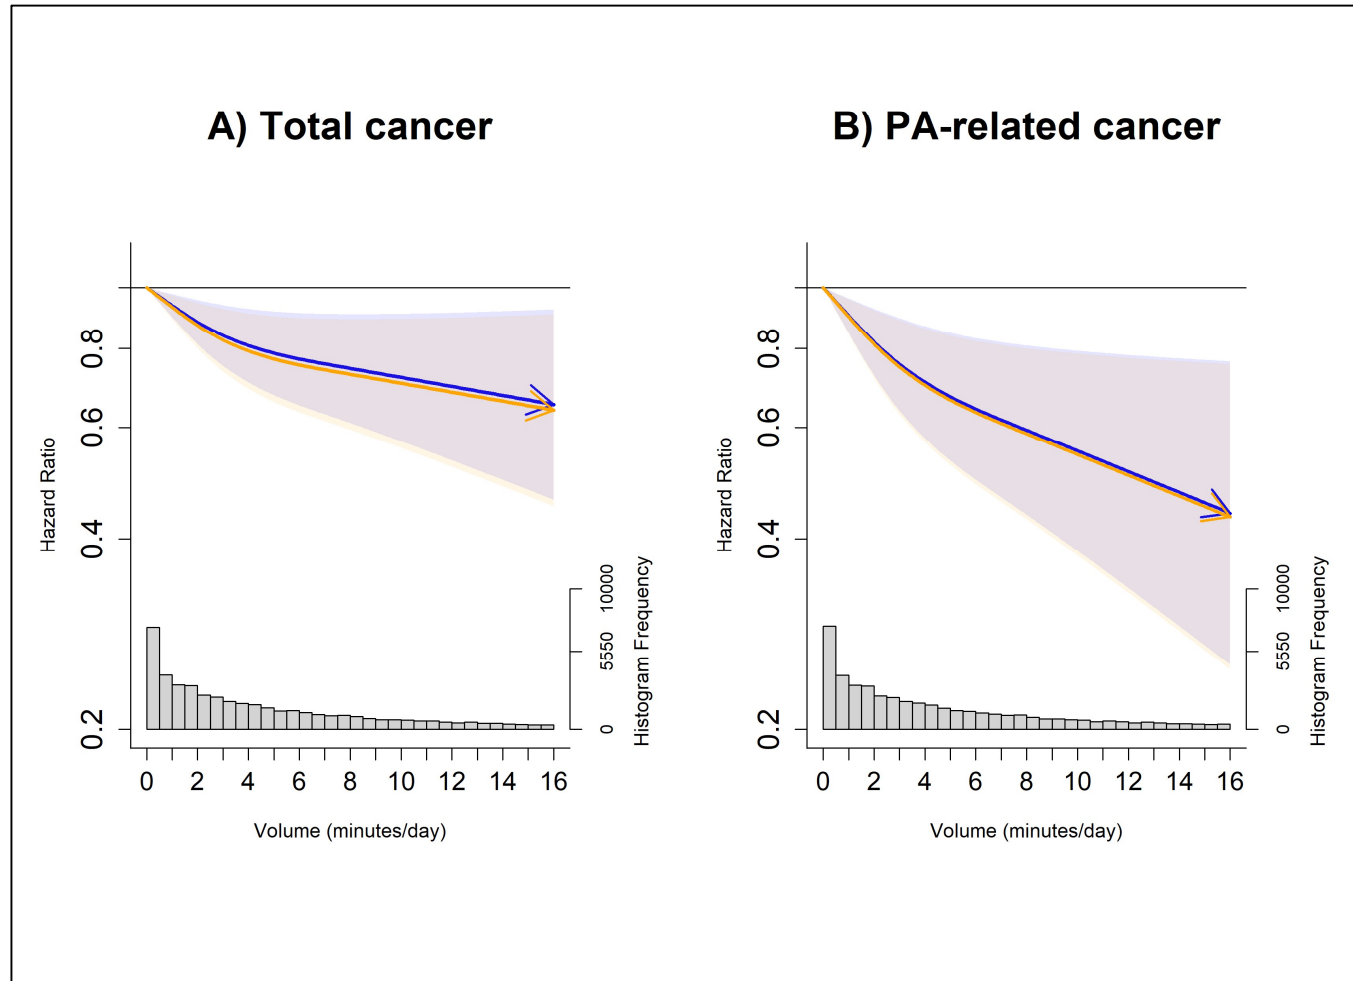 A) Total cancer
Hazard Ratio
0.8
0.6
0.4
0.2
0 2 4 6 8 10 12 14 16
Volume (minutes/day)
10000
5550
0
Histogram Frequency
B) PA-related cancer
Hazard Ratio
0.8
0.6
0.4
0.2
0 2 4 6 8 10 12 14 16
Volume (minutes/day)
10000
5550
0
Histogram Frequency